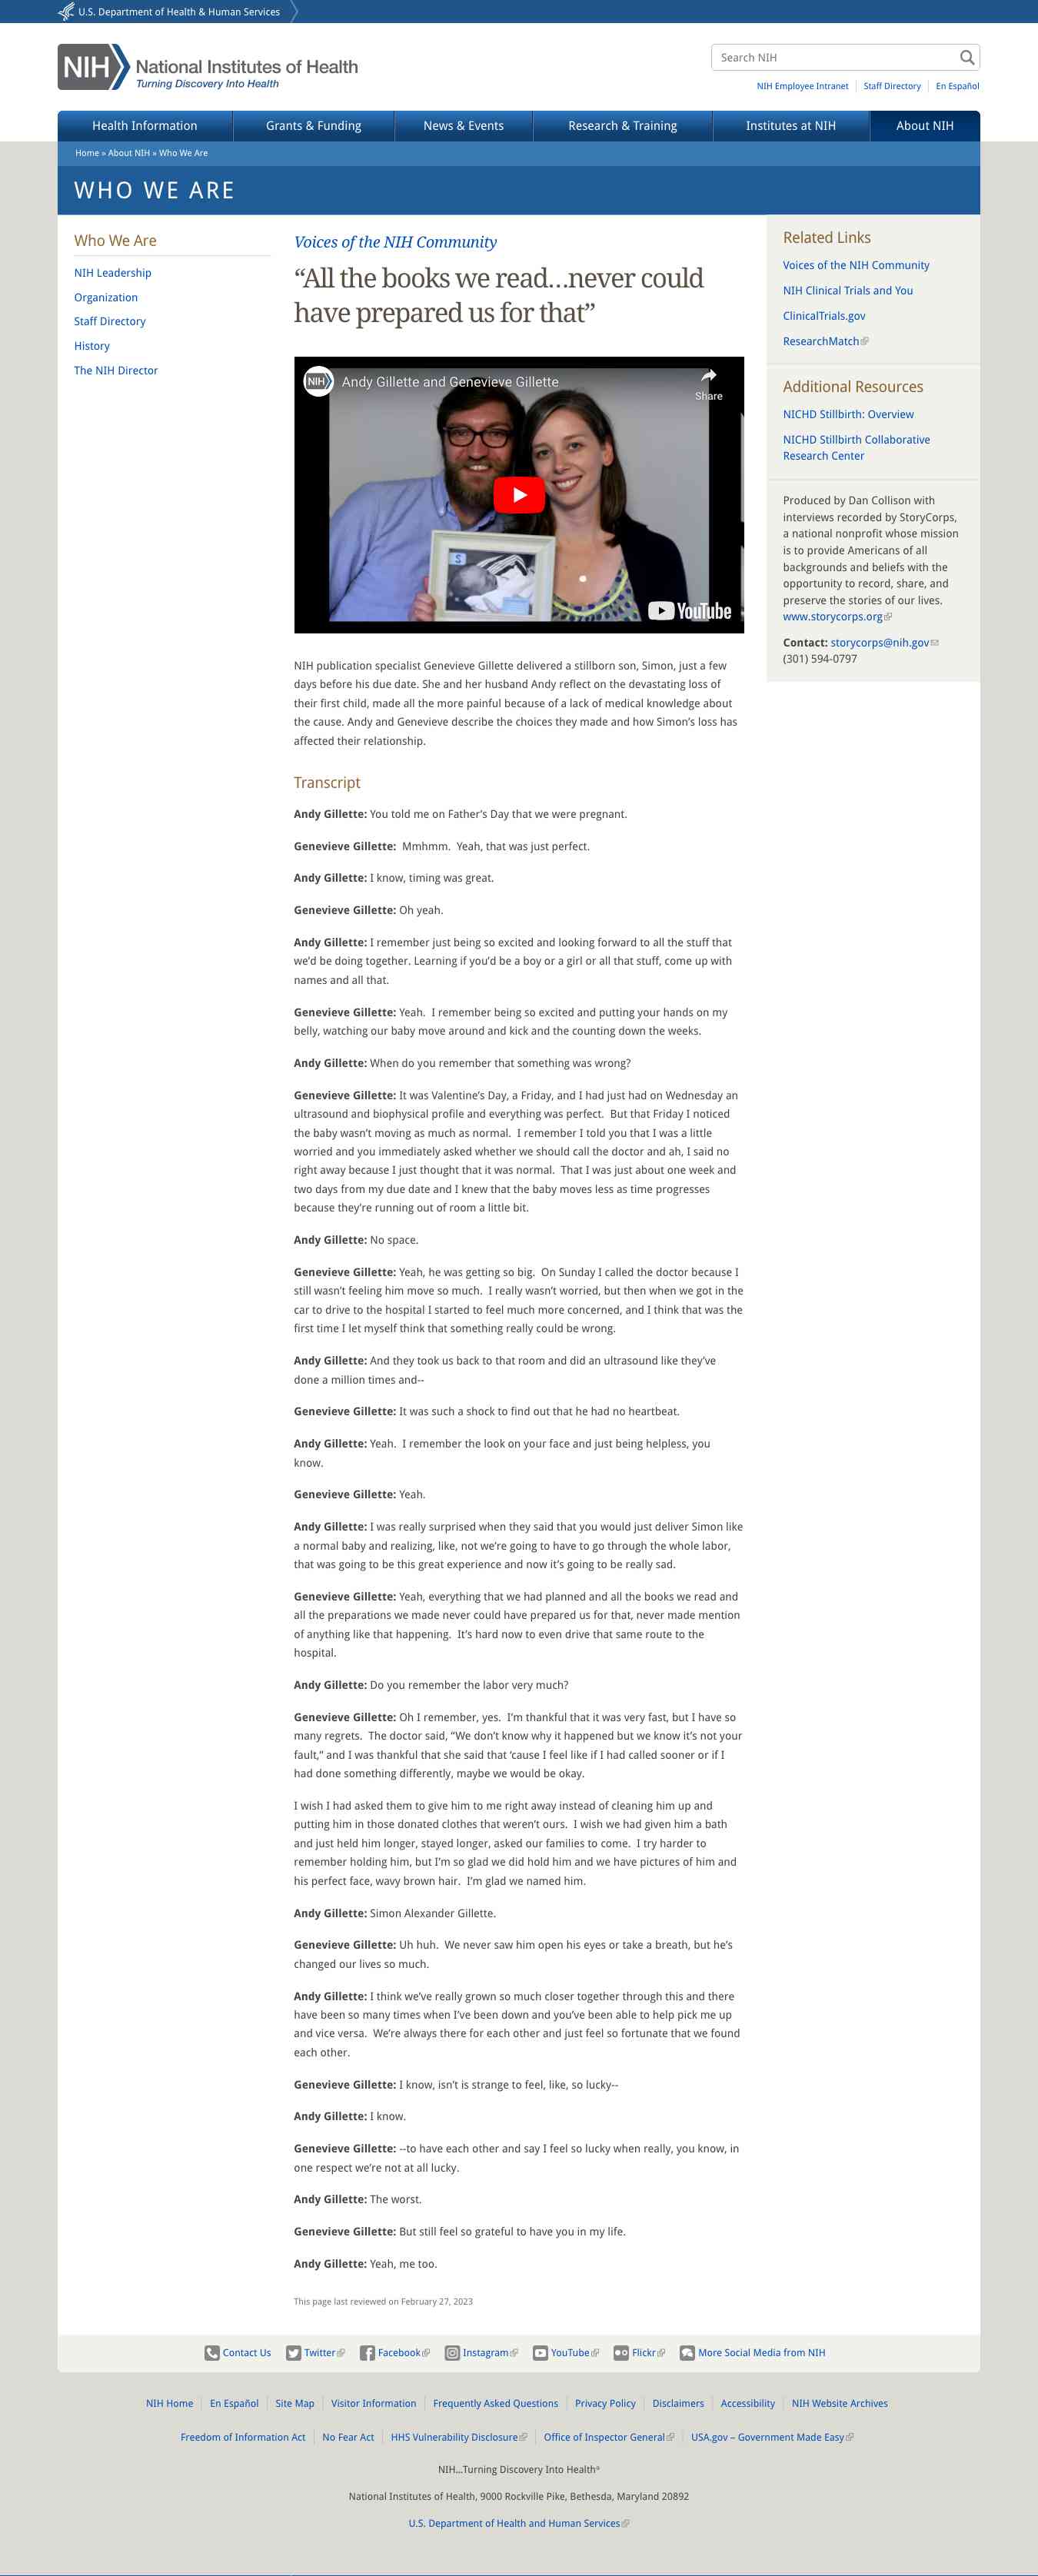 U.S. Department of Health & Human Services
NIH National Institutes of Health
Turning Discovery Into Health
Search NIH
NIH Employee Intranet
Staff Directory
En Español
Health Information
Grants & Funding
News & Events
Research & Training
Institutes at NIH
About NIH
Home » About NIH » Who We Are
WHO WE ARE
Who We Are
NIH Leadership
Organization
Staff Directory
History
The NIH Director
Voices of the NIH Community
“All the books we read…never could
have prepared us for that”
NIH
Andy Gillette and Genevieve Gillette
Share
S
YouTube
NIH publication specialist Genevieve Gillette delivered a stillborn son, Simon, just a few
days before his due date. She and her husband Andy reflect on the devastating loss of
their first child, made all the more painful because of a lack of medical knowledge about
the cause. Andy and Genevieve describe the choices they made and how Simon’s loss has
affected their relationship.
Transcript
Andy Gillette: You told me on Father’s Day that we were pregnant.
Genevieve Gillette:  Mmhmm.  Yeah, that was just perfect.
Andy Gillette: I know, timing was great.
Genevieve Gillette: Oh yeah.
Andy Gillette: I remember just being so excited and looking forward to all the stuff that
we’d be doing together. Learning if you’d be a boy or a girl or all that stuff, come up with
names and all that.
Genevieve Gillette: Yeah.  I remember being so excited and putting your hands on my
belly, watching our baby move around and kick and the counting down the weeks.
Andy Gillette: When do you remember that something was wrong?
Genevieve Gillette: It was Valentine’s Day, a Friday, and I had just had on Wednesday an
ultrasound and biophysical profile and everything was perfect.  But that Friday I noticed
the baby wasn’t moving as much as normal.  I remember I told you that I was a little
worried and you immediately asked whether we should call the doctor and ah, I said no
right away because I just thought that it was normal.  That I was just about one week and
two days from my due date and I knew that the baby moves less as time progresses
because they’re running out of room a little bit.
Andy Gillette: No space.
Genevieve Gillette: Yeah, he was getting so big.  On Sunday I called the doctor because I
still wasn’t feeling him move so much.  I really wasn’t worried, but then when we got in the
car to drive to the hospital I started to feel much more concerned, and I think that was the
first time I let myself think that something really could be wrong.
Andy Gillette: And they took us back to that room and did an ultrasound like they’ve
done a million times and--
Genevieve Gillette: It was such a shock to find out that he had no heartbeat.
Andy Gillette: Yeah.  I remember the look on your face and just being helpless, you
know.
Genevieve Gillette: Yeah.
Andy Gillette: I was really surprised when they said that you would just deliver Simon like
a normal baby and realizing, like, not we’re going to have to go through the whole labor,
that was going to be this great experience and now it’s going to be really sad.
Genevieve Gillette: Yeah, everything that we had planned and all the books we read and
all the preparations we made never could have prepared us for that, never made mention
of anything like that happening.  It’s hard now to even drive that same route to the
hospital.
Andy Gillette: Do you remember the labor very much?
Genevieve Gillette: Oh I remember, yes.  I’m thankful that it was very fast, but I have so
many regrets.  The doctor said, “We don’t know why it happened but we know it’s not your
fault,” and I was thankful that she said that ‘cause I feel like if I had called sooner or if I
had done something differently, maybe we would be okay.
I wish I had asked them to give him to me right away instead of cleaning him up and
putting him in those donated clothes that weren’t ours.  I wish we had given him a bath
and just held him longer, stayed longer, asked our families to come.  I try harder to
remember holding him, but I’m so glad we did hold him and we have pictures of him and
his perfect face, wavy brown hair.  I’m glad we named him.
Andy Gillette: Simon Alexander Gillette.
Genevieve Gillette: Uh huh.  We never saw him open his eyes or take a breath, but he’s
changed our lives so much.
Andy Gillette: I think we’ve really grown so much closer together through this and there
have been so many times when I’ve been down and you’ve been able to help pick me up
and vice versa.  We’re always there for each other and just feel so fortunate that we found
each other.
Genevieve Gillette: I know, isn’t is strange to feel, like, so lucky--
Andy Gillette: I know.
Genevieve Gillette: --to have each other and say I feel so lucky when really, you know, in
one respect we’re not at all lucky.
Andy Gillette: The worst.
Genevieve Gillette: But still feel so grateful to have you in my life.
Andy Gillette: Yeah, me too.
This page last reviewed on February 27, 2023
Related Links
Voices of the NIH Community
NIH Clinical Trials and You
ClinicalTrials.gov
ResearchMatch
Additional Resources
NICHD Stillbirth: Overview
NICHD Stillbirth Collaborative
Research Center
Produced by Dan Collison with
interviews recorded by StoryCorps,
a national nonprofit whose mission
is to provide Americans of all
backgrounds and beliefs with the
opportunity to record, share, and
preserve the stories of our lives.
www.storycorps.org
Contact: storycorps@nih.gov
(301) 594-0797
Contact Us
Twitter
Facebook
Instagram
YouTube
Flickr
More Social Media from NIH
NIH Home
En Español
Site Map
Visitor Information
Frequently Asked Questions
Privacy Policy
Disclaimers
Accessibility
NIH Website Archives
Freedom of Information Act
No Fear Act
HHS Vulnerability Disclosure
Office of Inspector General
USA.gov – Government Made Easy
NIH…Turning Discovery Into Health®
National Institutes of Health, 9000 Rockville Pike, Bethesda, Maryland 20892
U.S. Department of Health and Human Services